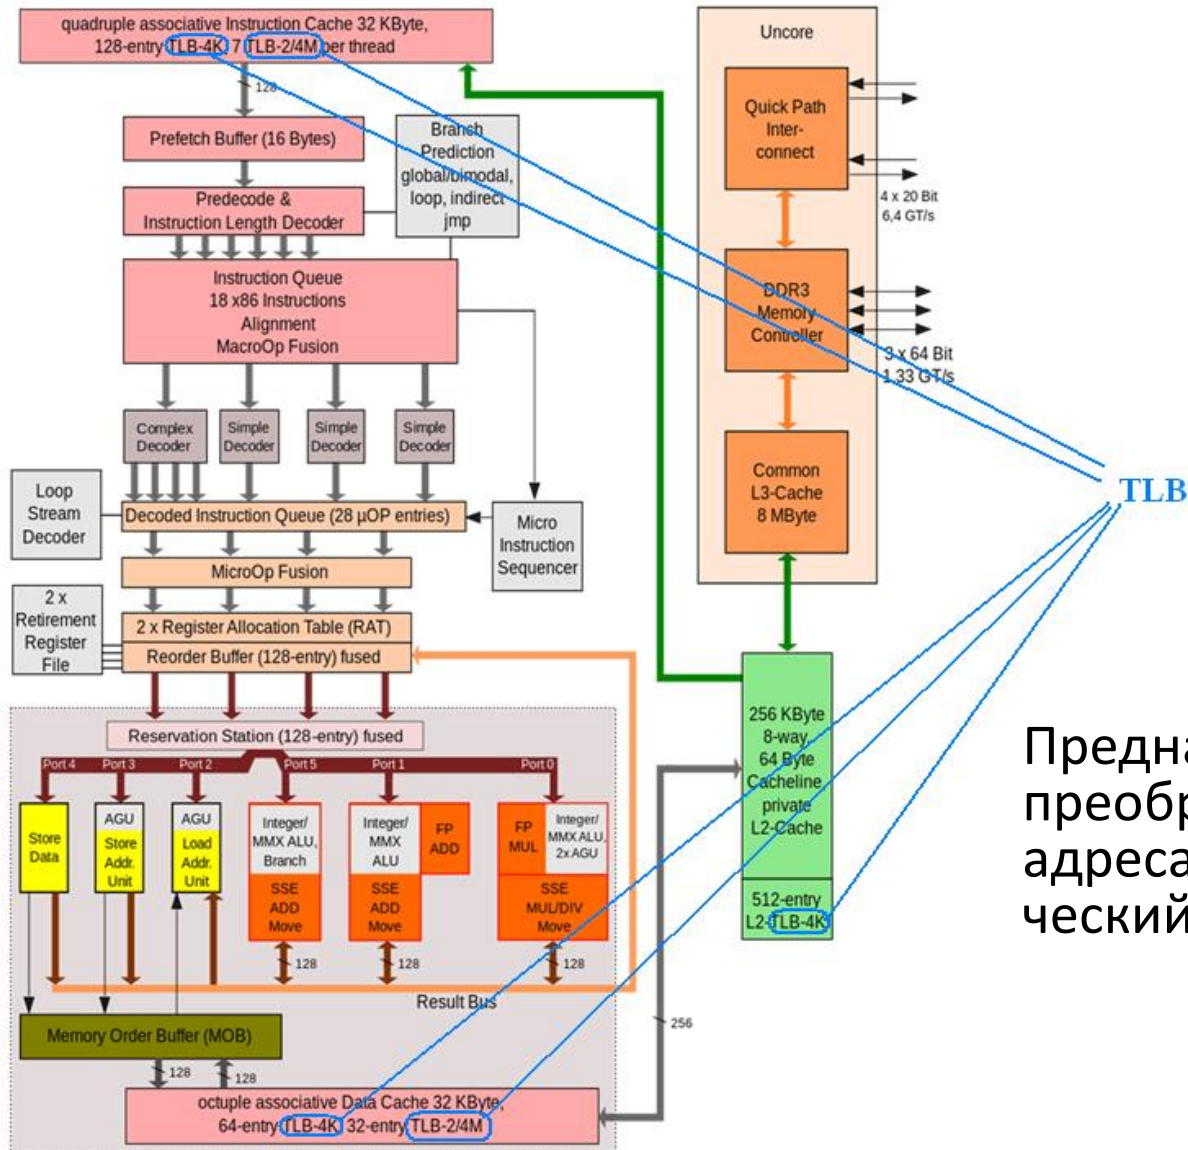 quadruple associative Instruction Cache 32 KByte,
128-entry TLB-4K, 7 TLB-2/4M per thread
128
Prefetch Buffer (16 Bytes)
Predecode &
Instruction Length Decoder
Branch
Prediction
global/bimodal,
loop, indirect
jmp
Instruction Queue
18 x86 Instructions
Alignment
MacroOp Fusion
Complex
Decoder
Simple
Decoder
Simple
Decoder
Simple
Decoder
Loop
Stream
Decoder
Decoded Instruction Queue (28 µOP entries)
Micro
Instruction
Sequencer
MicroOp Fusion
2 x
Retirement
Register
File
2 x Register Allocation Table (RAT)
Reorder Buffer (128-entry) fused
Reservation Station (128-entry) fused
Port 4
Port 3
Port 2
Port 5
Port 1
Port 0
Store
Data
AGU
Store
Addr.
Unit
AGU
Load
Addr.
Unit
Integer/
MMX ALU,
Branch
SSE
ADD
Move
Integer/
MMX
ALU
FP
ADD
SSE
ADD
Move
FP
MUL
Integer/
MMX ALU,
2x AGU
SSE
MUL/DIV
Move
128
128
128
Result Bus
Memory Order Buffer (MOB)
128
128
octuple associative Data Cache 32 KByte,
64-entry TLB-4K, 32-entry TLB-2/4M
256
Uncore
Quick Path
Inter-
connect
4 x 20 Bit
6,4 GT/s
DDR3
Memory
Controller
3 x 64 Bit
1,33 GT/s
Common
L3-Cache
8 MByte
256 KByte
8-way,
64 Byte
Cacheline
private
L2-Cache
512-entry
L2-TLB-4K
TLB
преобр
адреса
ческий